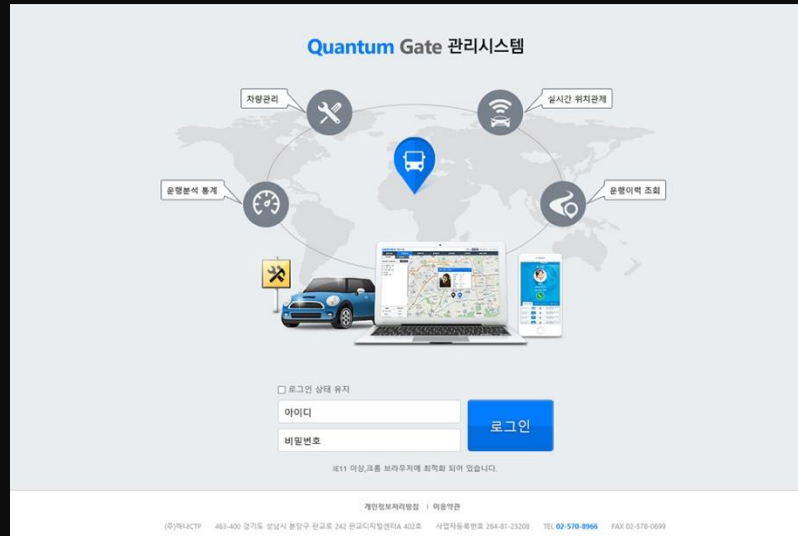 Quantum Gate 관리시스템
차량관리
실시간 위치관제
운행분석 통계
운행이력 조회
로그인 상태 유지
아이디
로그인
비밀번호
IE11 이상,크롬 브라우저에 최적화 되어 있습니다.
개인정보처리방침 | 이용약관
(주)하나CTP 463-400 경기도 성남시 분당구 판교로 242 판교디지털센터A 402호 사업자등록번호 264-81-23208 TEL 02-570-8966 FAX 02-578-0699